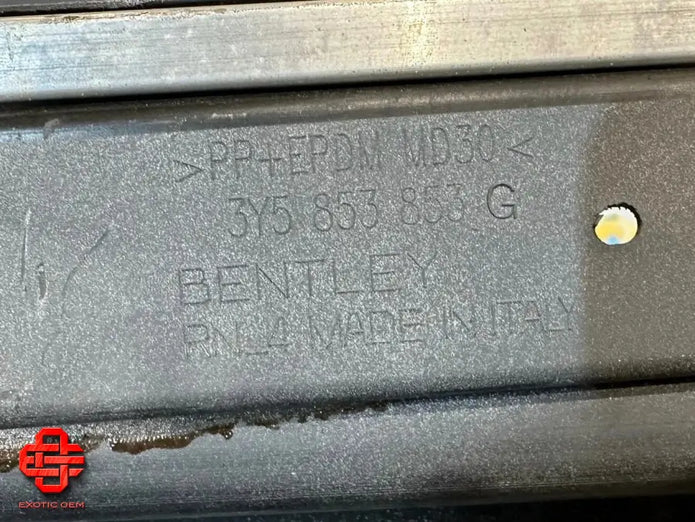 >PP+EPDM MD30<
3Y5 853 853 G
BENTLEY
RNL4 MADE IN ITALY
EXOTIC OEM